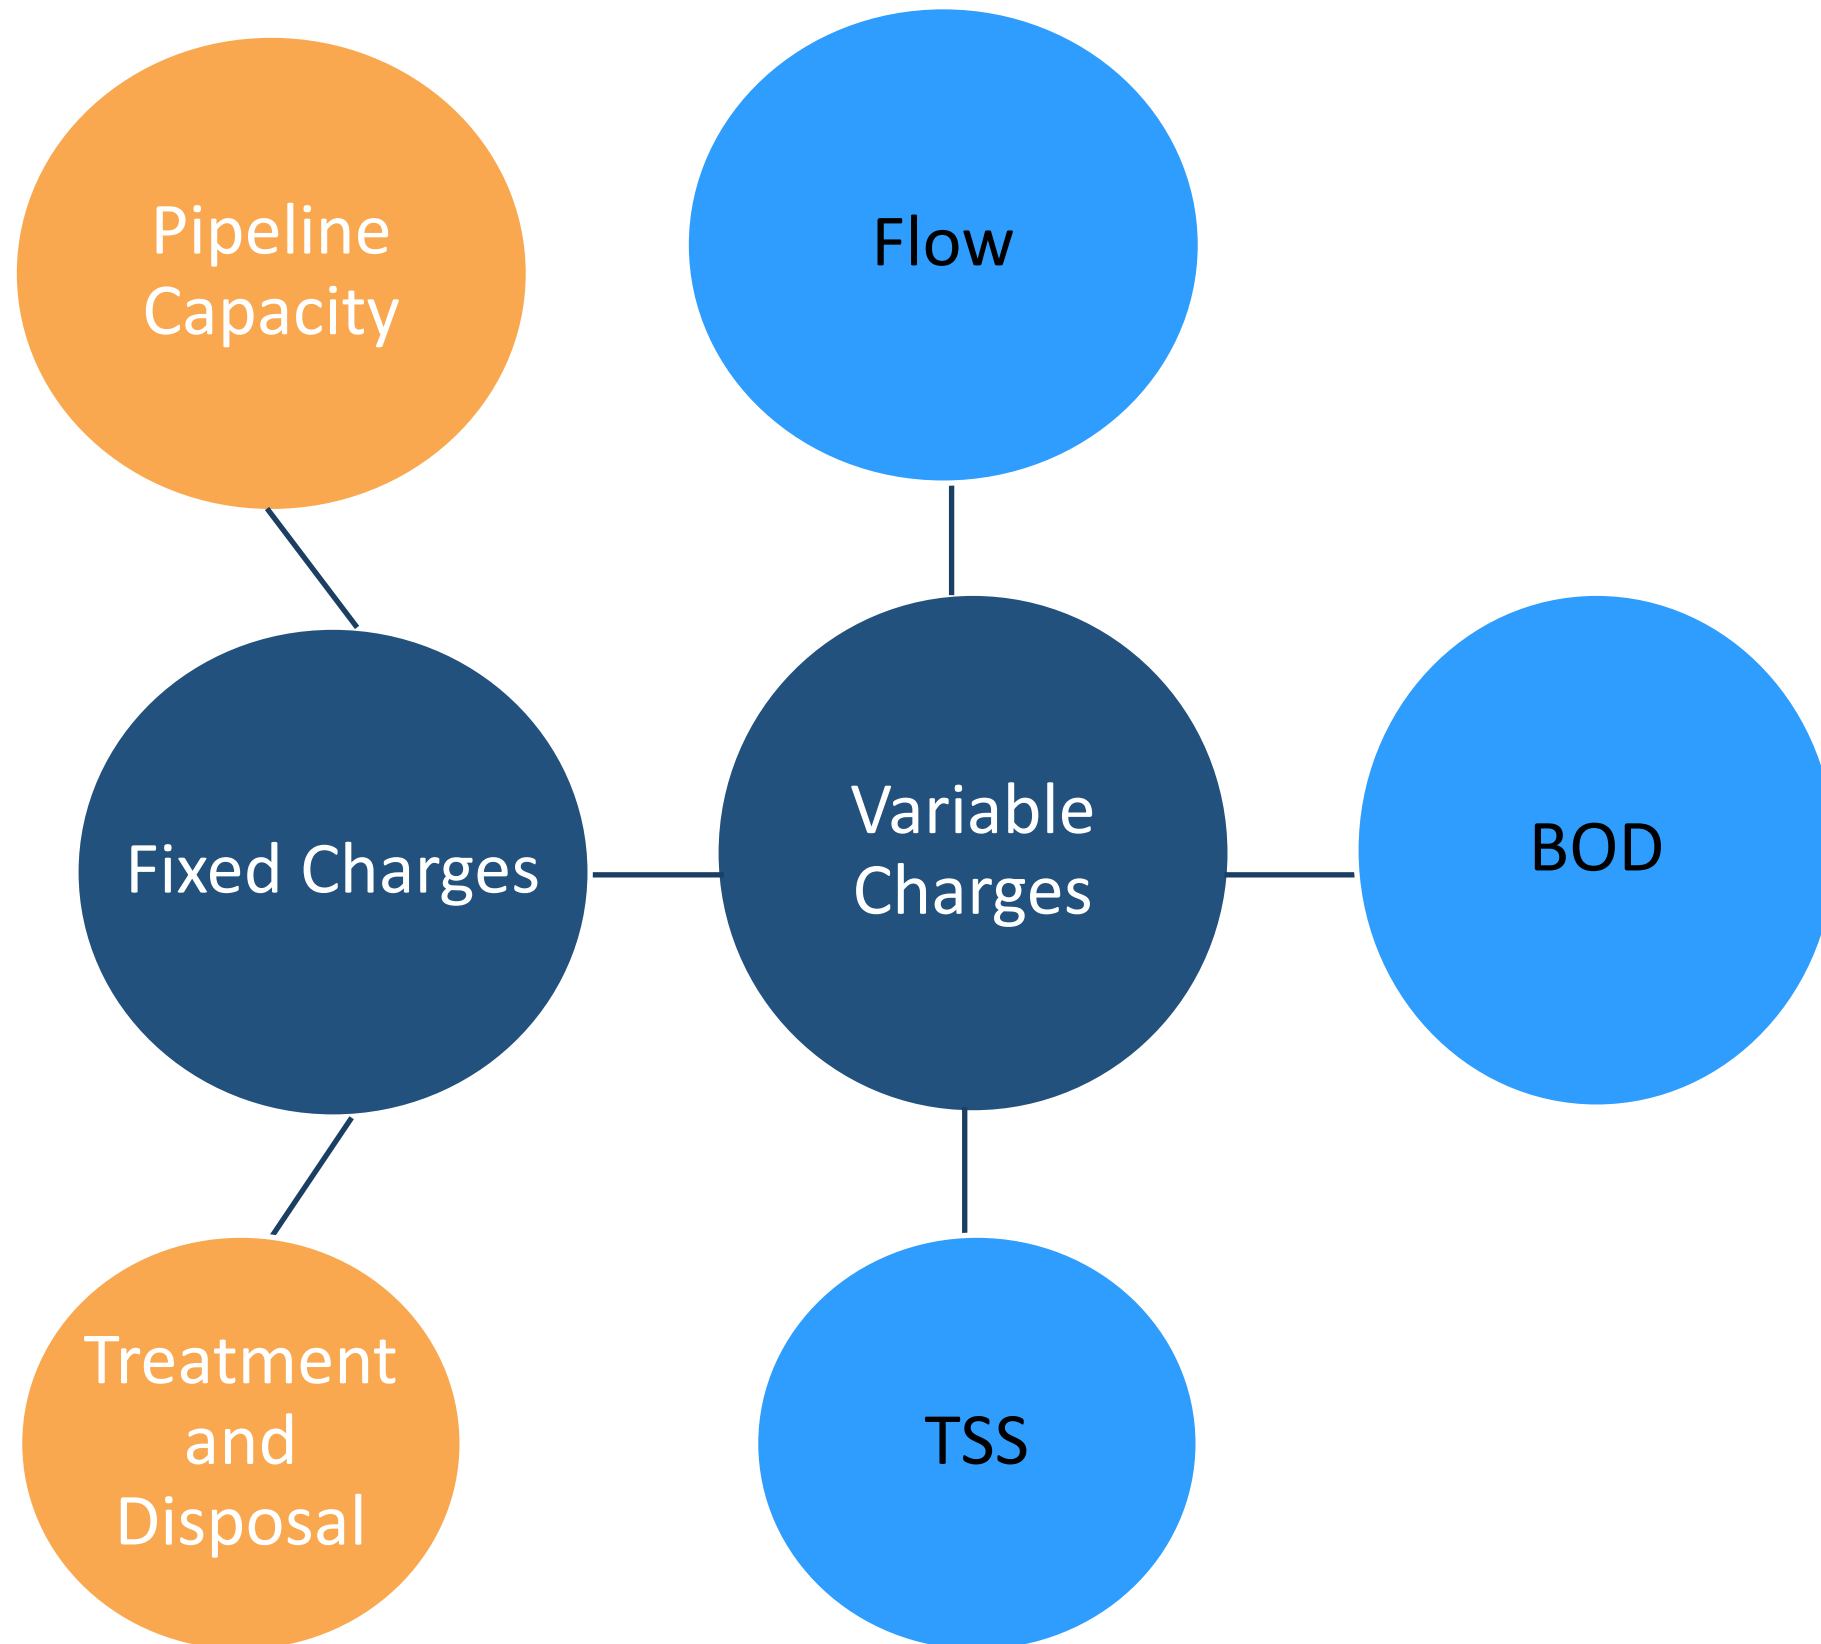 Pipeline
Capacity
Flow
Fixed Charges
Variable
Charges
BOD
Treatment
and
Disposal
TSS